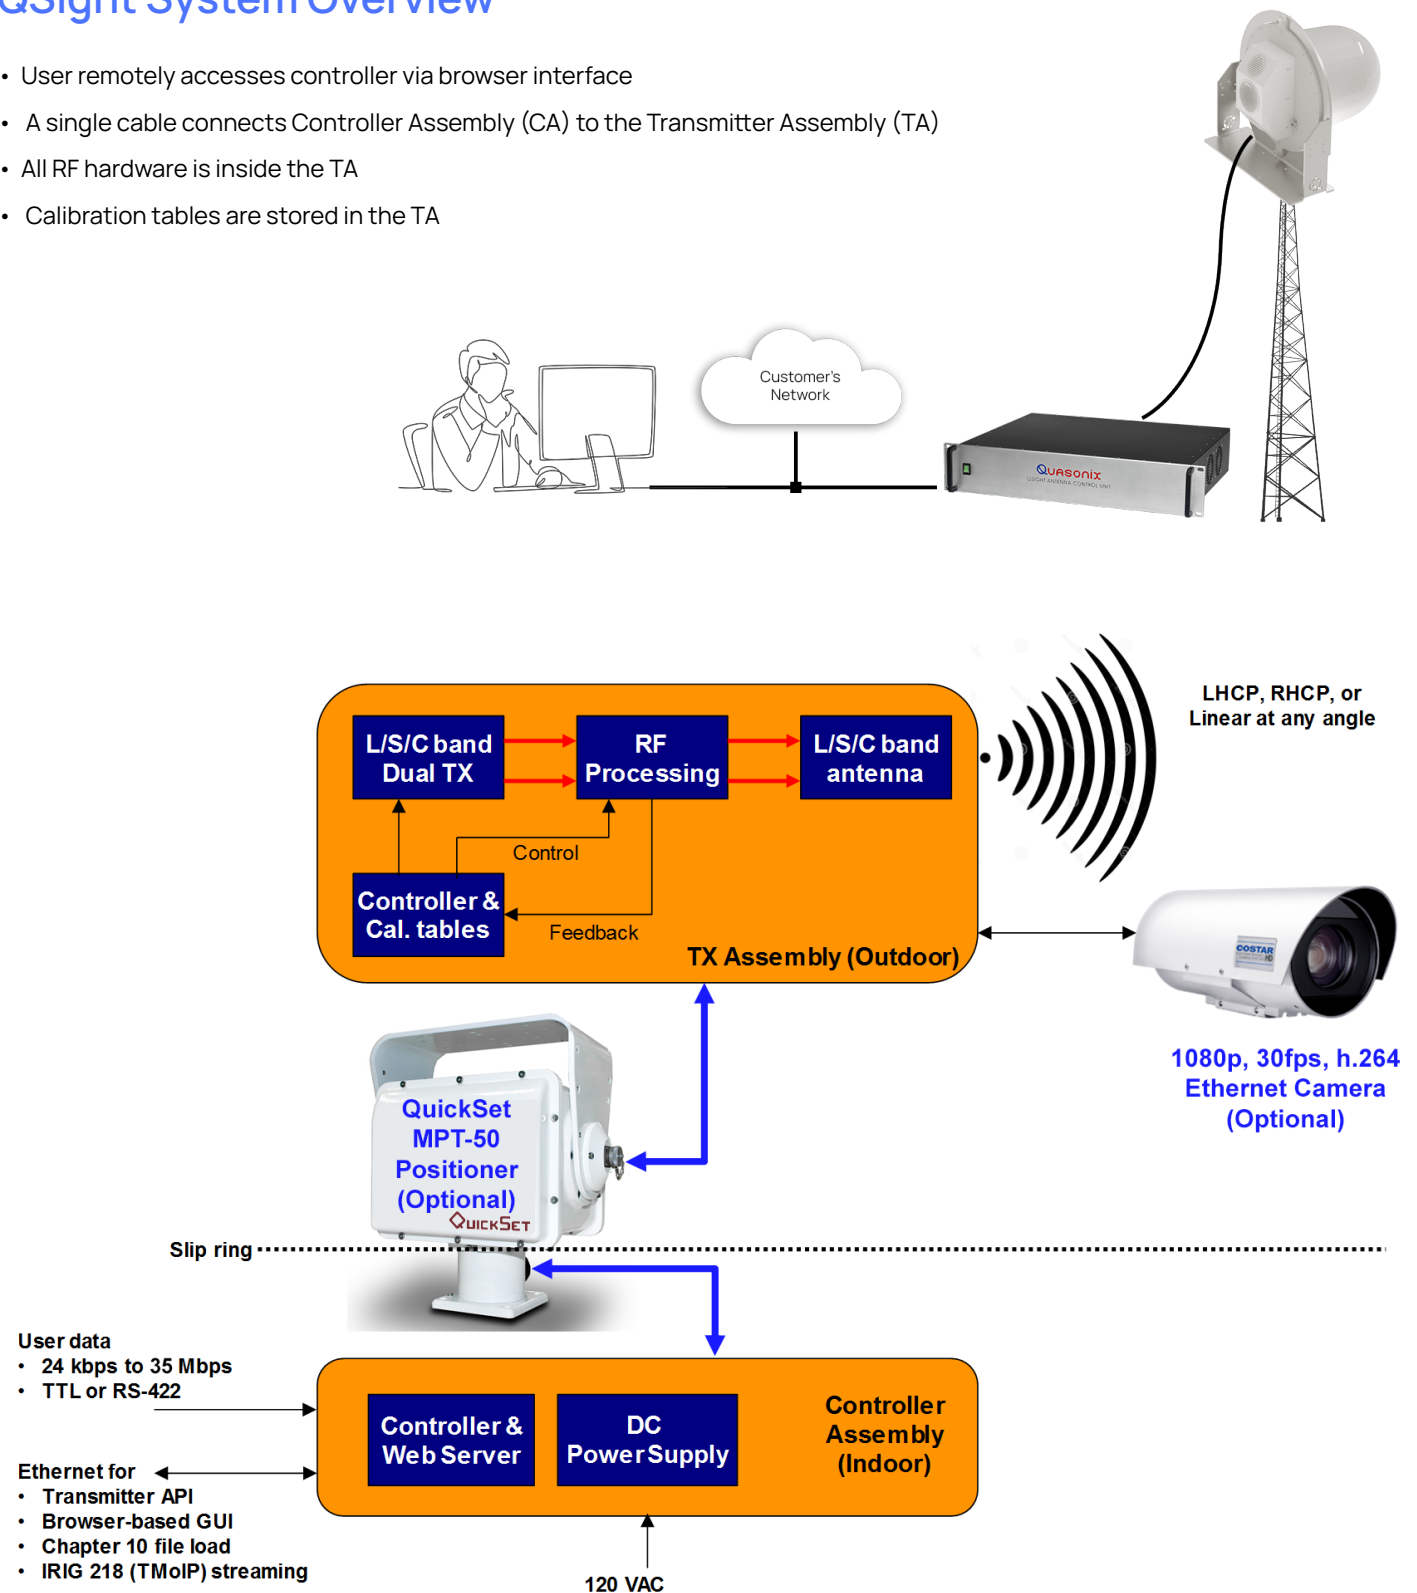 QSight System Overview
• User remotely accesses controller via browser interface
• A single cable connects Controller Assembly (CA) to the Transmitter Assembly (TA)
• All RF hardware is inside the TA
• Calibration tables are stored in the TA
Customer's
Network
Quasonix
QSIGHT ANTENNA CONTROL UNIT
LHCP, RHCP, or
Linear at any angle
L/S/C band
Dual TX
RF
Processing
L/S/C band
antenna
Control
Controller &
Cal. tables
Feedback
TX Assembly (Outdoor)
COSTAR
HD
1080p, 30fps, h.264
Ethernet Camera
(Optional)
QuickSet
MPT-50
Positioner
(Optional)
QUICKSET
Slip ring
User data
• 24 kbps to 35 Mbps
• TTL or RS-422
Controller &
Web Server
DC
Power Supply
Controller
Assembly
(Indoor)
Ethernet for
• Transmitter API
• Browser-based GUI
• Chapter 10 file load
• IRIG 218 (TMoIP) streaming
120 VAC